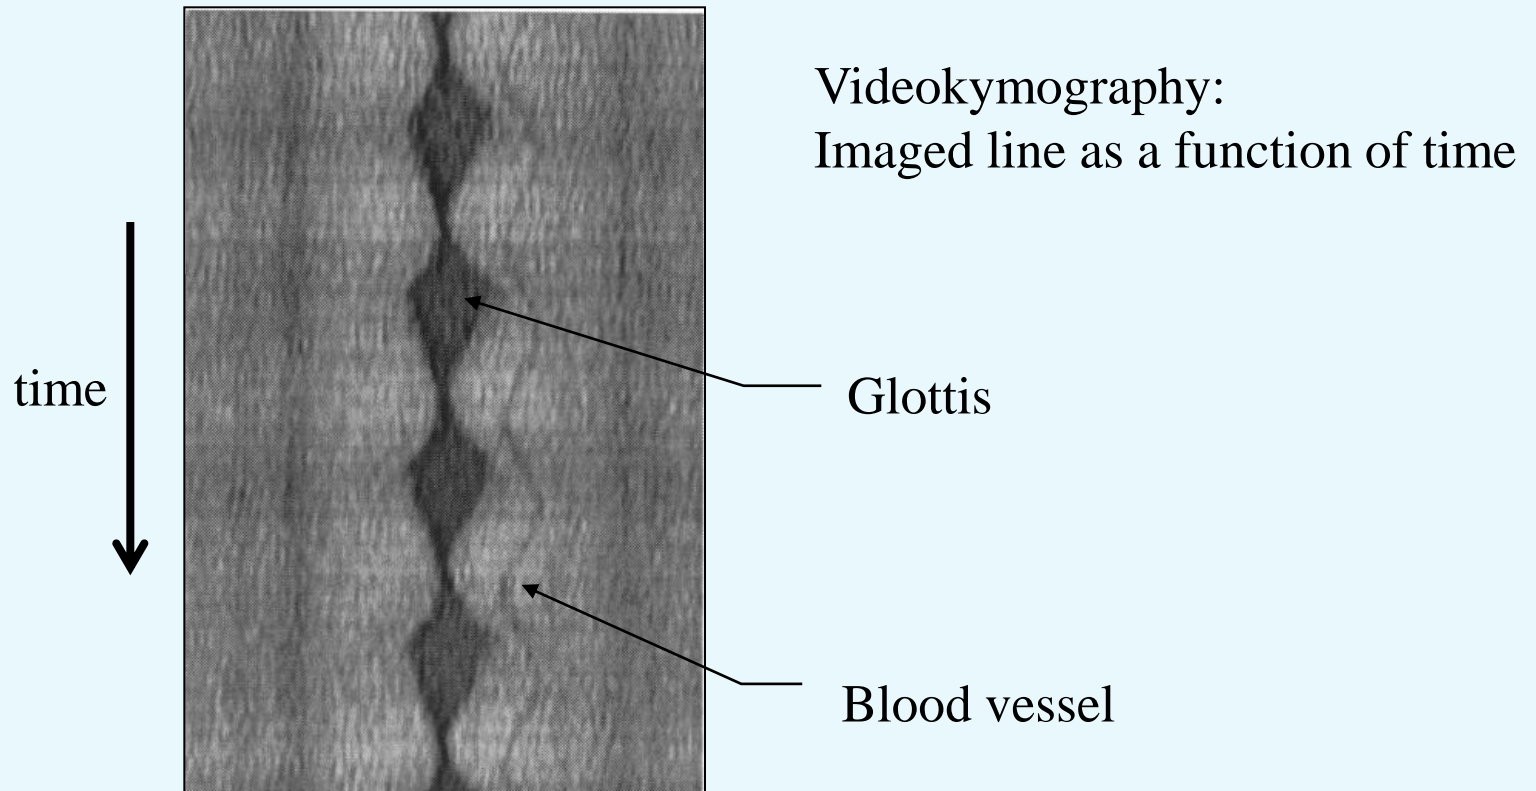 Videokymography:
Imaged line as a function of time
time
Glottis
Blood vessel